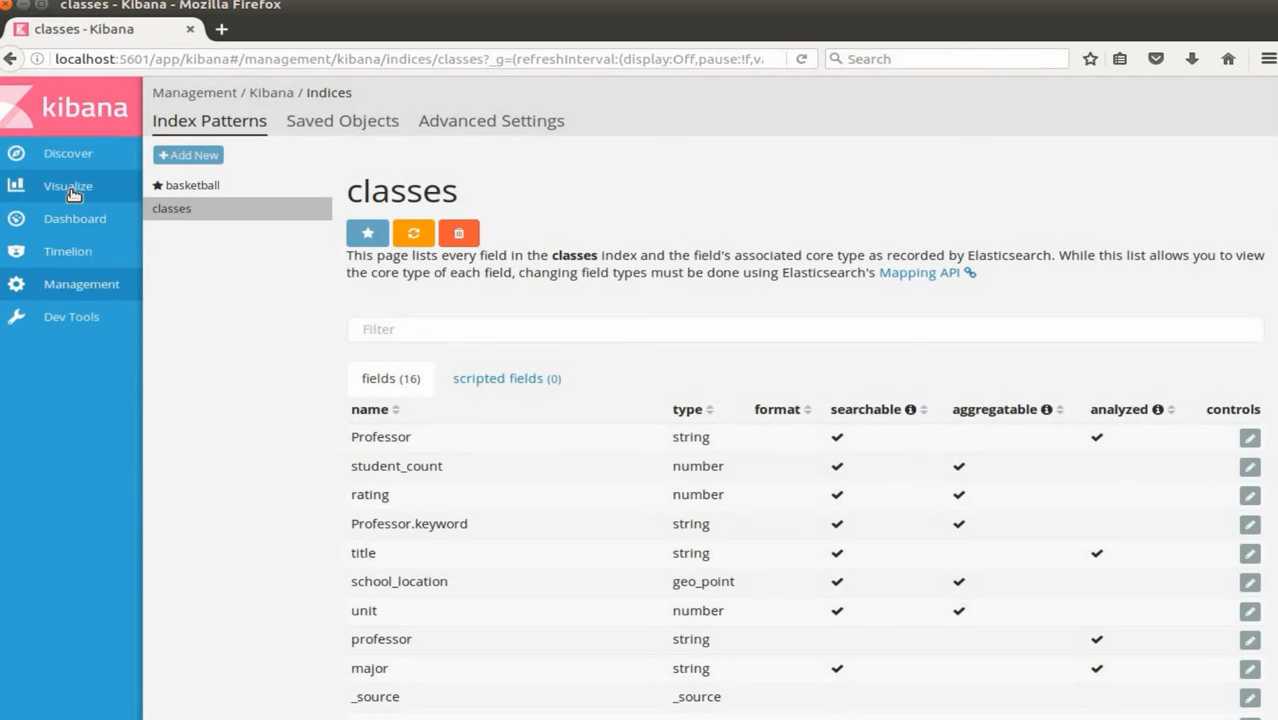 classes - Kibana - Mozilla Firefox
classes - Kibana
localhost:5601/app/kibana#/management/kibana/indices/classes?_g=(refreshInterval:(display:Off,pause:!f,v
Search
kibana
Discover
Visualize
Dashboard
Timelion
Management
Dev Tools
Management / Kibana / Indices
Index Patterns Saved Objects Advanced Settings
+ Add New
basketball
classes
classes
This page lists every field in the classes index and the field's associated core type as recorded by Elasticsearch. While this list allows you to view
the core type of each field, changing field types must be done using Elasticsearch's Mapping API
Filter
fields (16) scripted fields (0)
name type format searchable aggregatable analyzed controls
Professor string
student_count number
rating number
Professor.keyword string
title string
school_location geo_point
unit number
professor string
major string
_source _source